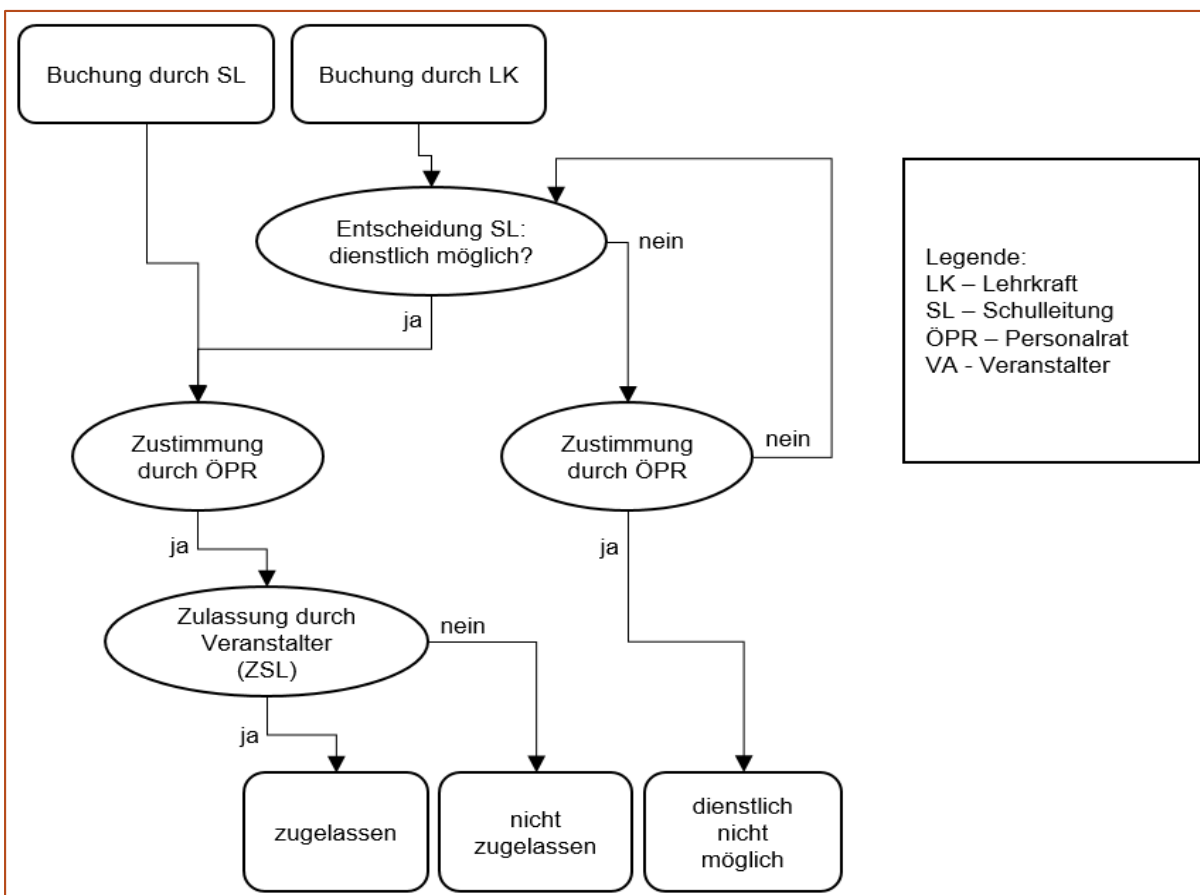 Buchung durch SL
Buchung durch LK
Entscheidung SL:
dienstlich möglich?
nein
ja
Legende:
LK – Lehrkraft
SL – Schulleitung
ÖPR – Personalrat
VA - Veranstalter
Zustimmung
durch ÖPR
Zustimmung
durch ÖPR
nein
ja
ja
Zulassung durch
Veranstalter
(ZSL)
nein
ja
zugelassen
nicht
zugelassen
dienstlich
nicht
möglich